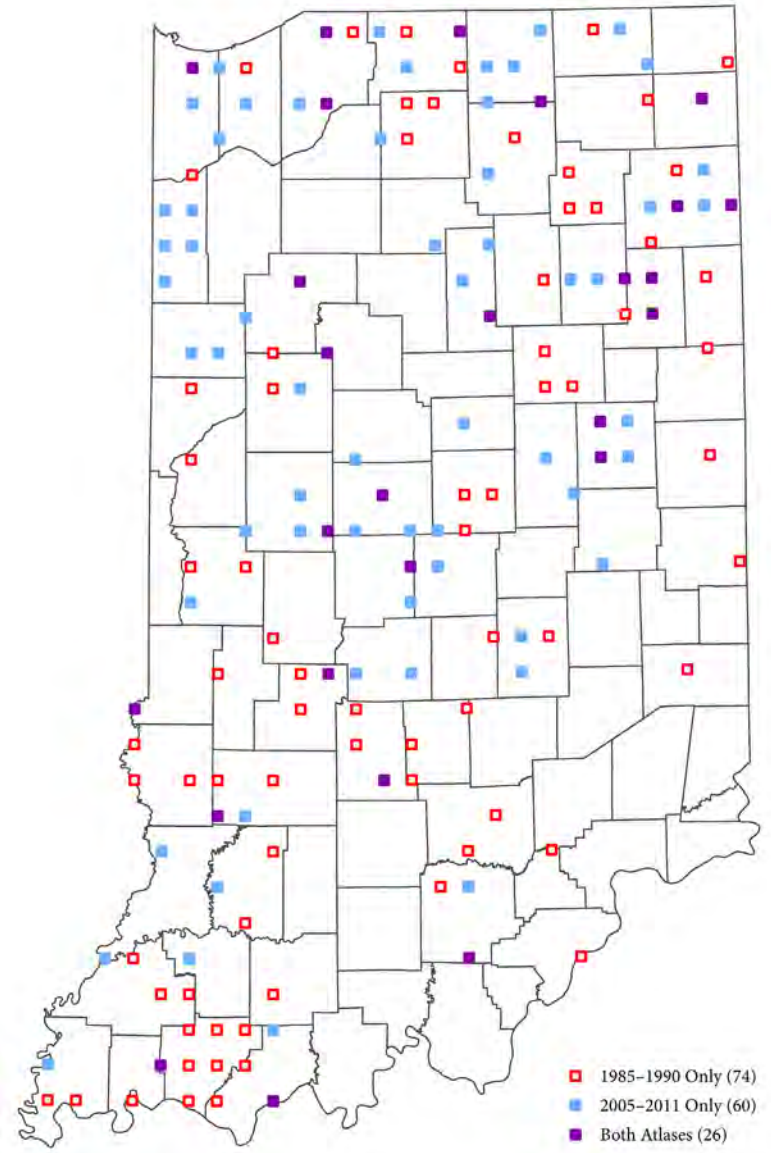 1985–1990 Only (74)
2005–2011 Only (60)
Both Atlases (26)